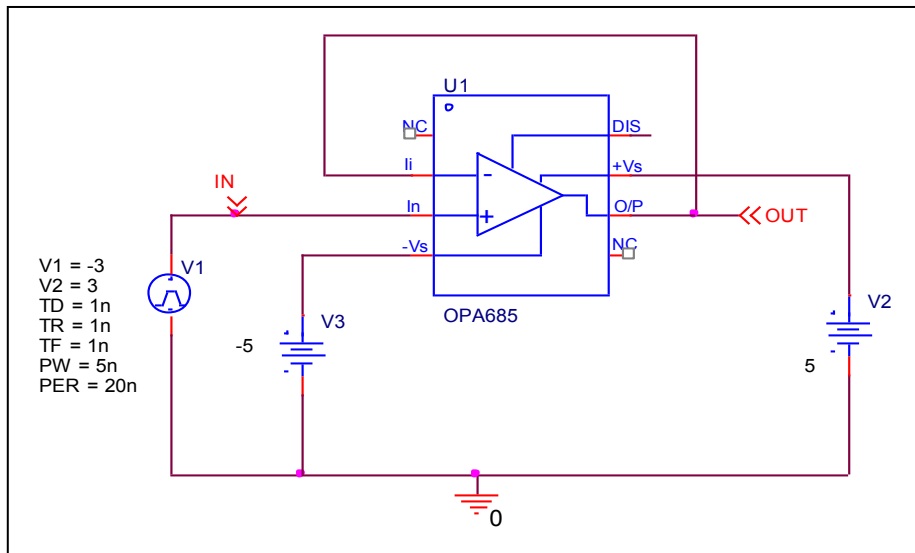 U1
NC
DIS
Ii
+Vs
IN
In
O/P
OUT
-Vs
NC
V1
V1 = -3
V2 = 3
TD = 1n
TR = 1n
TF = 1n
PW = 5n
PER = 20n
OPA685
V3
-5
V2
5
0